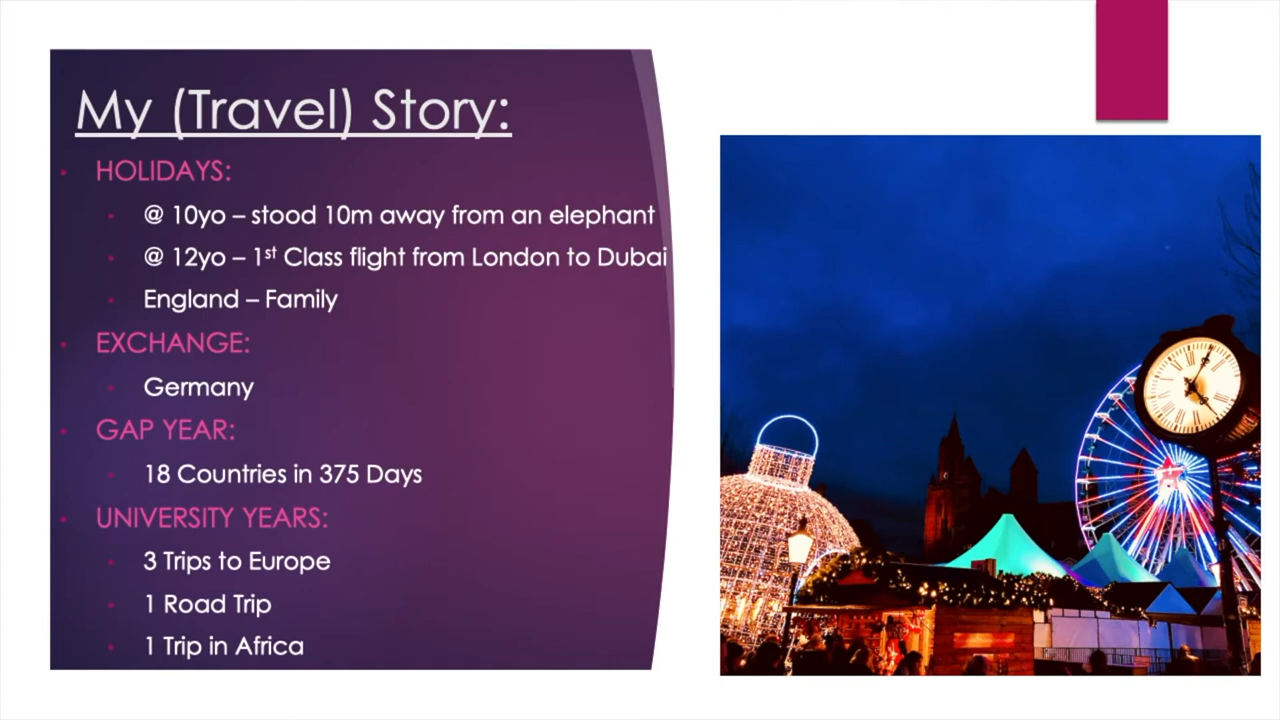 My (Travel) Story:
HOLIDAYS:
@ 10yo – stood 10m away from an elephant
@ 12yo – 1st Class flight from London to Dubai
England – Family
EXCHANGE:
Germany
GAP YEAR:
18 Countries in 375 Days
UNIVERSITY YEARS:
3 Trips to Europe
1 Road Trip
1 Trip in Africa